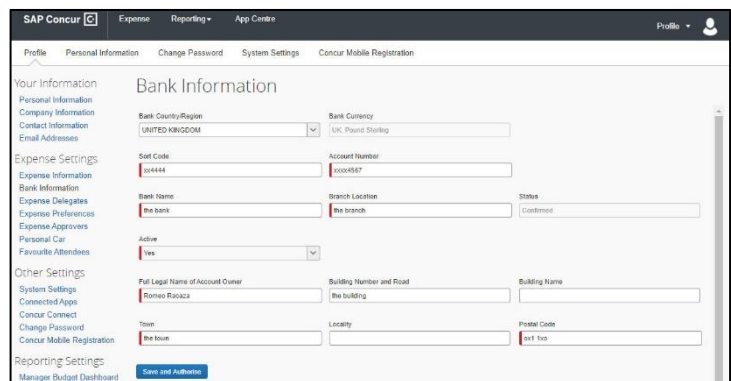 SAP Concur C Expense Reporting App Centre Profile
Profile Personal Information Change Password System Settings Concur Mobile Registration
Your Information
Personal Information
Company Information
Contact Information
Email Addresses
Expense Settings
Expense Information
Bank Information
Expense Delegates
Expense Preferences
Expense Approvers
Personal Car
Favourite Attendees
Other Settings
System Settings
Connected Apps
Concur Connect
Change Password
Concur Mobile Registration
Reporting Settings
Manager Budget Dashboard
Bank Information
Bank Country/Region Bank Currency
UNITED KINGDOM UK, Pound Sterling
Sort Code Account Number
xx4444 xxxx4567
Bank Name Branch Location Status
the bank the branch Confirmed
Active
Yes
Full Legal Name of Account Owner Building Number and Road Building Name
Romeo Racaza the building
Town Locality Postal Code
the town ox1 1xs
Save and Authorise